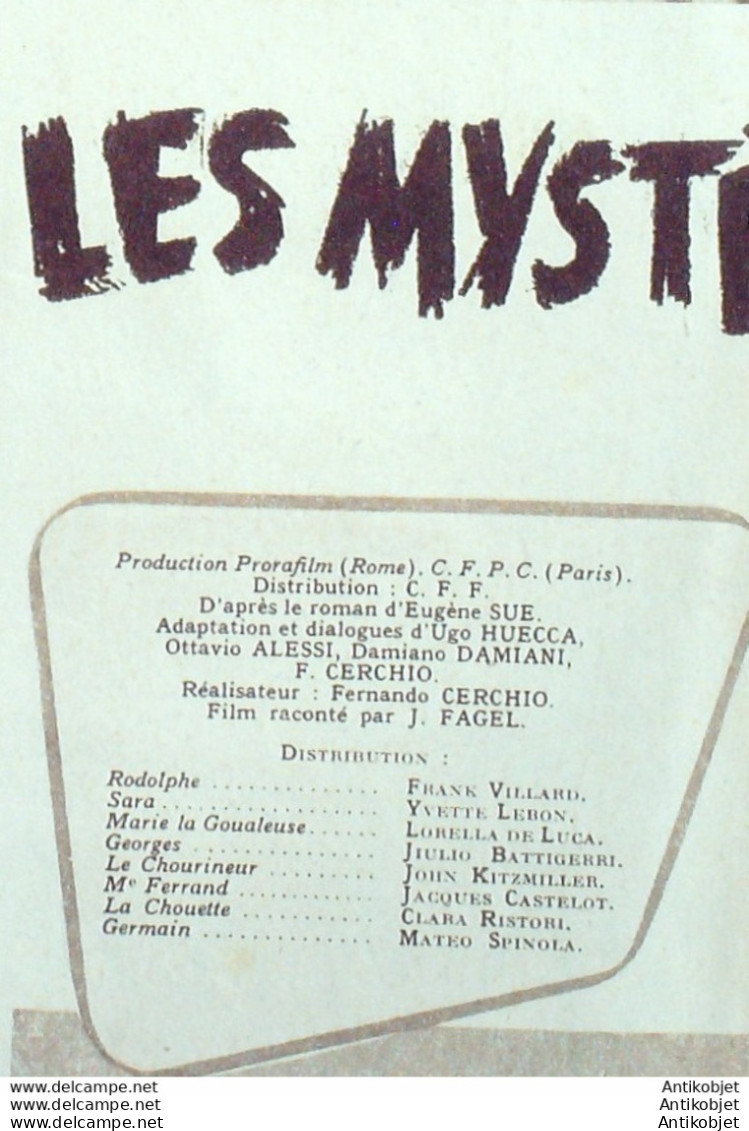 LES MYSTÈ
Production Prorafilm (Rome). C. F. P. C. (Paris).
Distribution : C. F. F.
D'après le roman d'Eugène SUE.
Adaptation et dialogues d'Ugo HUECCA,
Ottavio ALESSI, Damiano DAMIANI,
F. CERCHIO.
Réalisateur : Fernando CERCHIO.
Film raconté par J. FAGEL.
DISTRIBUTION :
Rodolphe .............. FRANK VILLARD.
Sara .................. YVETTE LEBON.
Marie la Goualeuse...... LORELLA DE LUCA.
Georges ................ JIULIO BATTIGERRI.
Le Chourineur .......... JOHN KITZMILLER.
Me Ferrand ............ JACQUES CASTELOT.
La Chouette ............ CLARA RISTORI.
Germain ............... MATEO SPINOLA.
www.delcampe.net Antikobjet
www.delcampe.net Antikobjet
www.delcampe.net Antikobjet